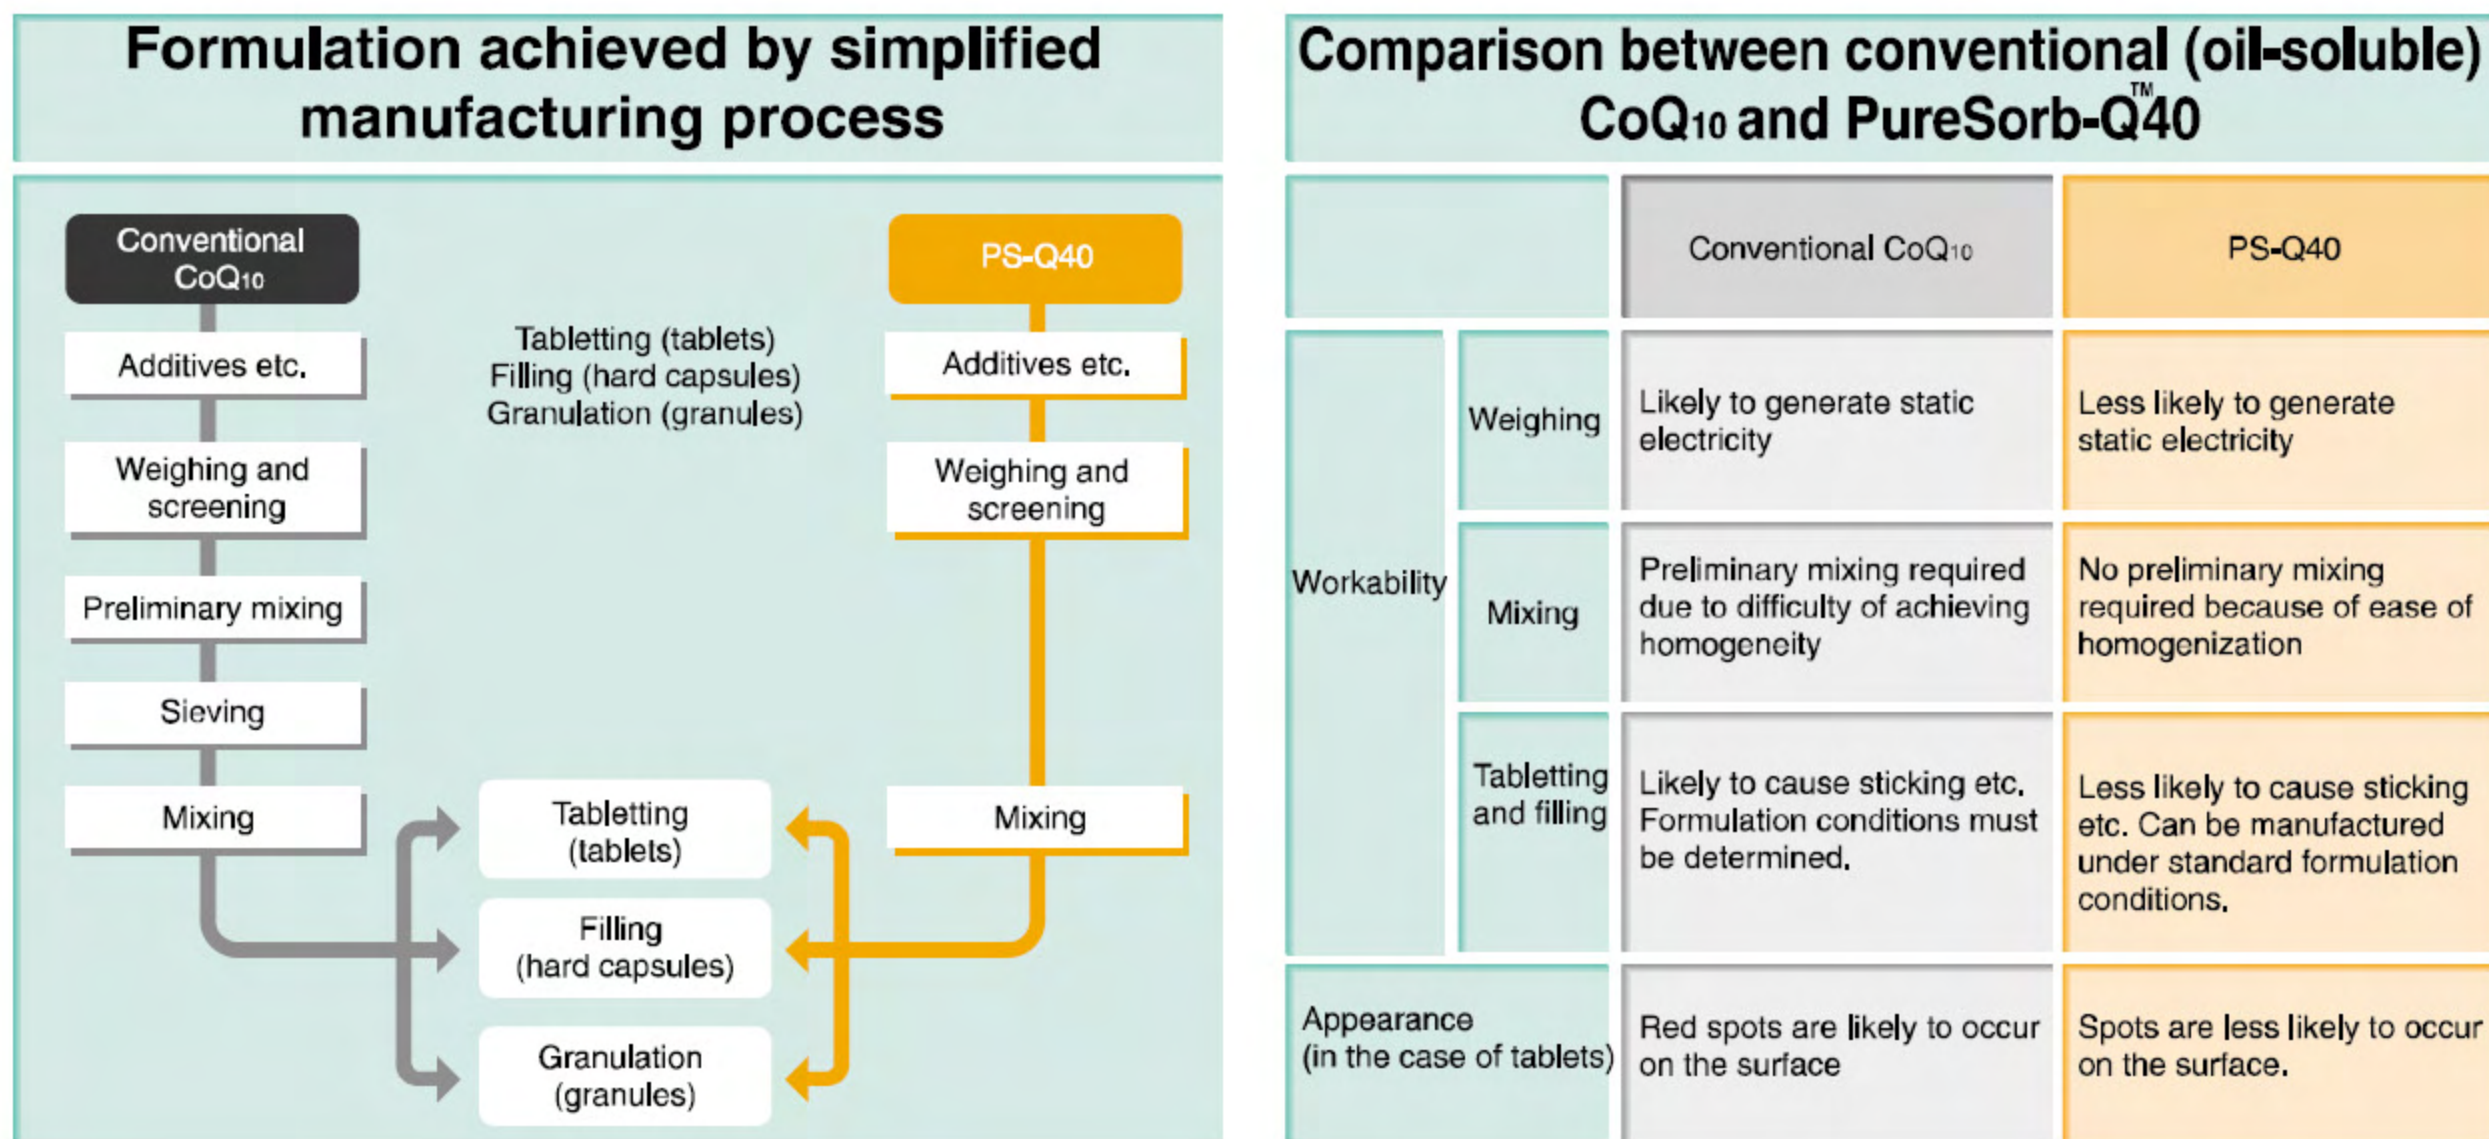 Formulation achieved by simplified
manufacturing process
Conventional
CoQ10
Additives etc.
Weighing and
screening
Preliminary mixing
Sieving
Mixing
Tabletting (tablets)
Filling (hard capsules)
Granulation (granules)
PS-Q40
Additives etc.
Weighing and
screening
Mixing
Tabletting
(tablets)
Filling
(hard capsules)
Granulation
(granules)
Comparison between conventional (oil-soluble)
CoQ10 and PureSorb-Q™40
Conventional CoQ10
PS-Q40
Workability
Weighing
Likely to generate static
electricity
Less likely to generate
static electricity
Mixing
Preliminary mixing required
due to difficulty of achieving
homogeneity
No preliminary mixing
required because of ease of
homogenization
Tabletting
and filling
Likely to cause sticking etc.
Formulation conditions must
be determined.
Less likely to cause sticking
etc. Can be manufactured
under standard formulation
conditions.
Appearance
(in the case of tablets)
Red spots are likely to occur
on the surface
Spots are less likely to occur
on the surface.